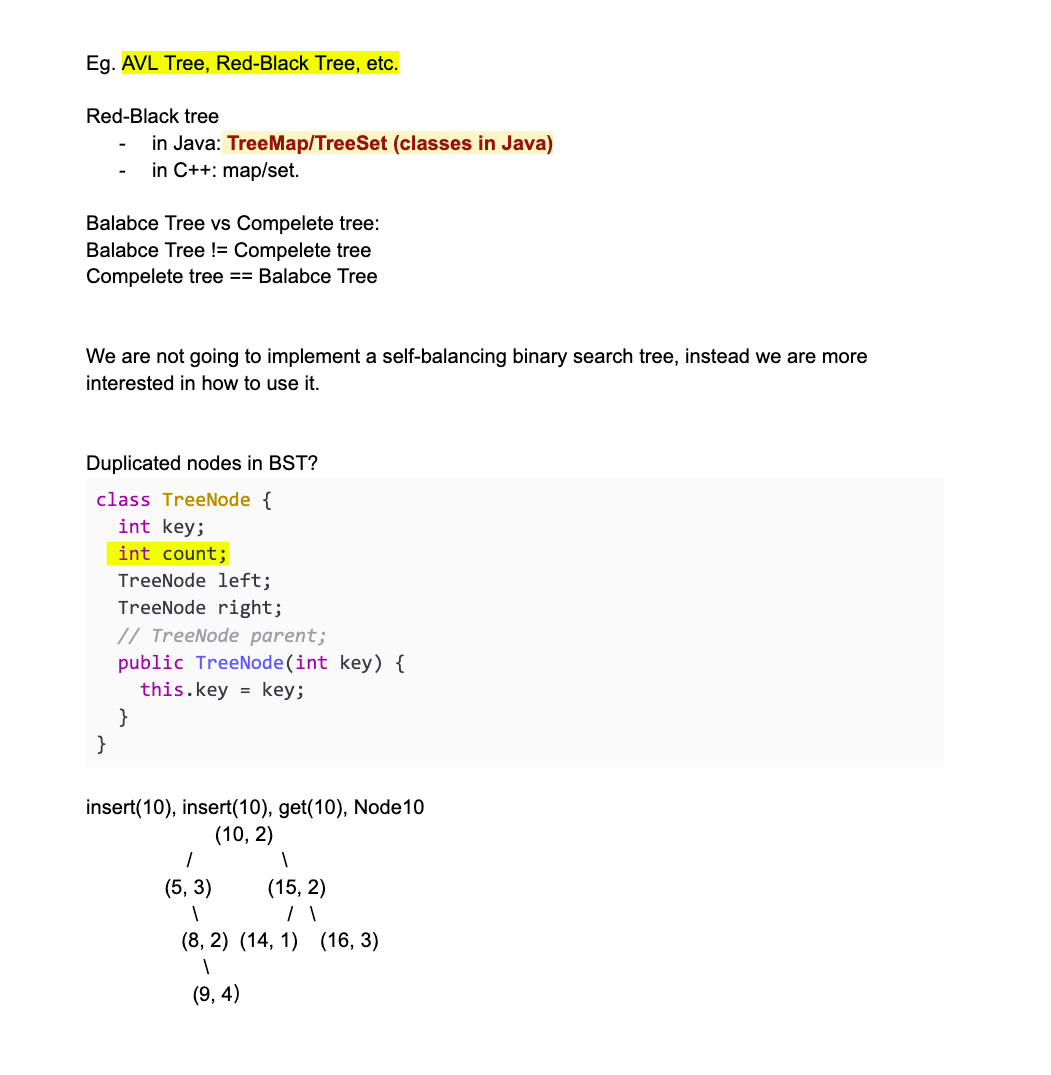 Eg. AVL Tree, Red-Black Tree, etc.
Red-Black tree
- in Java: TreeMap/TreeSet (classes in Java)
- in C++: map/set.
Balabce Tree vs Compelete tree:
Balabce Tree != Compelete tree
Compelete tree == Balabce Tree
We are not going to implement a self-balancing binary search tree, instead we are more
interested in how to use it.
Duplicated nodes in BST?
class TreeNode {
  int key;
  int count;
  TreeNode left;
  TreeNode right;
  // TreeNode parent;
  public TreeNode(int key) {
    this.key = key;
  }
}
insert(10), insert(10), get(10), Node10
(10, 2)
/ \
(5, 3) (15, 2)
\ / \
(8, 2) (14, 1) (16, 3)
\
(9, 4)